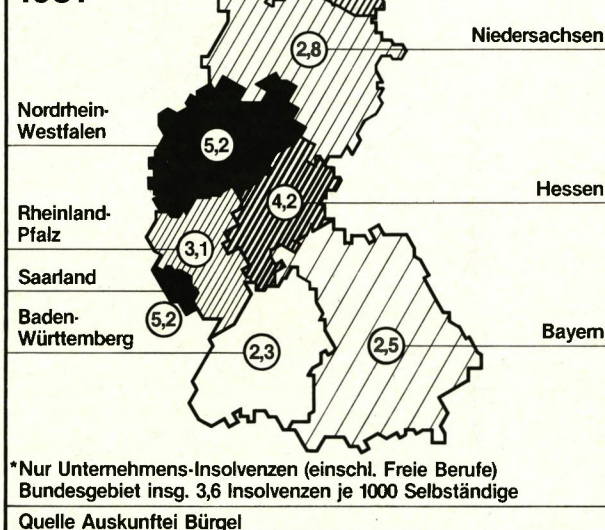 2,8
Niedersachsen
Nordrhein-
Westfalen
5,2
4,2
Hessen
Rheinland-
Pfalz
3,1
Saarland
5,2
Baden-
Württemberg
2,3
2,5
Bayern
*Nur Unternehmens-Insolvenzen (einschl. Freie Berufe)
Bundesgebiet insg. 3,6 Insolvenzen je 1000 Selbständige
Quelle Auskunftei Bürgel